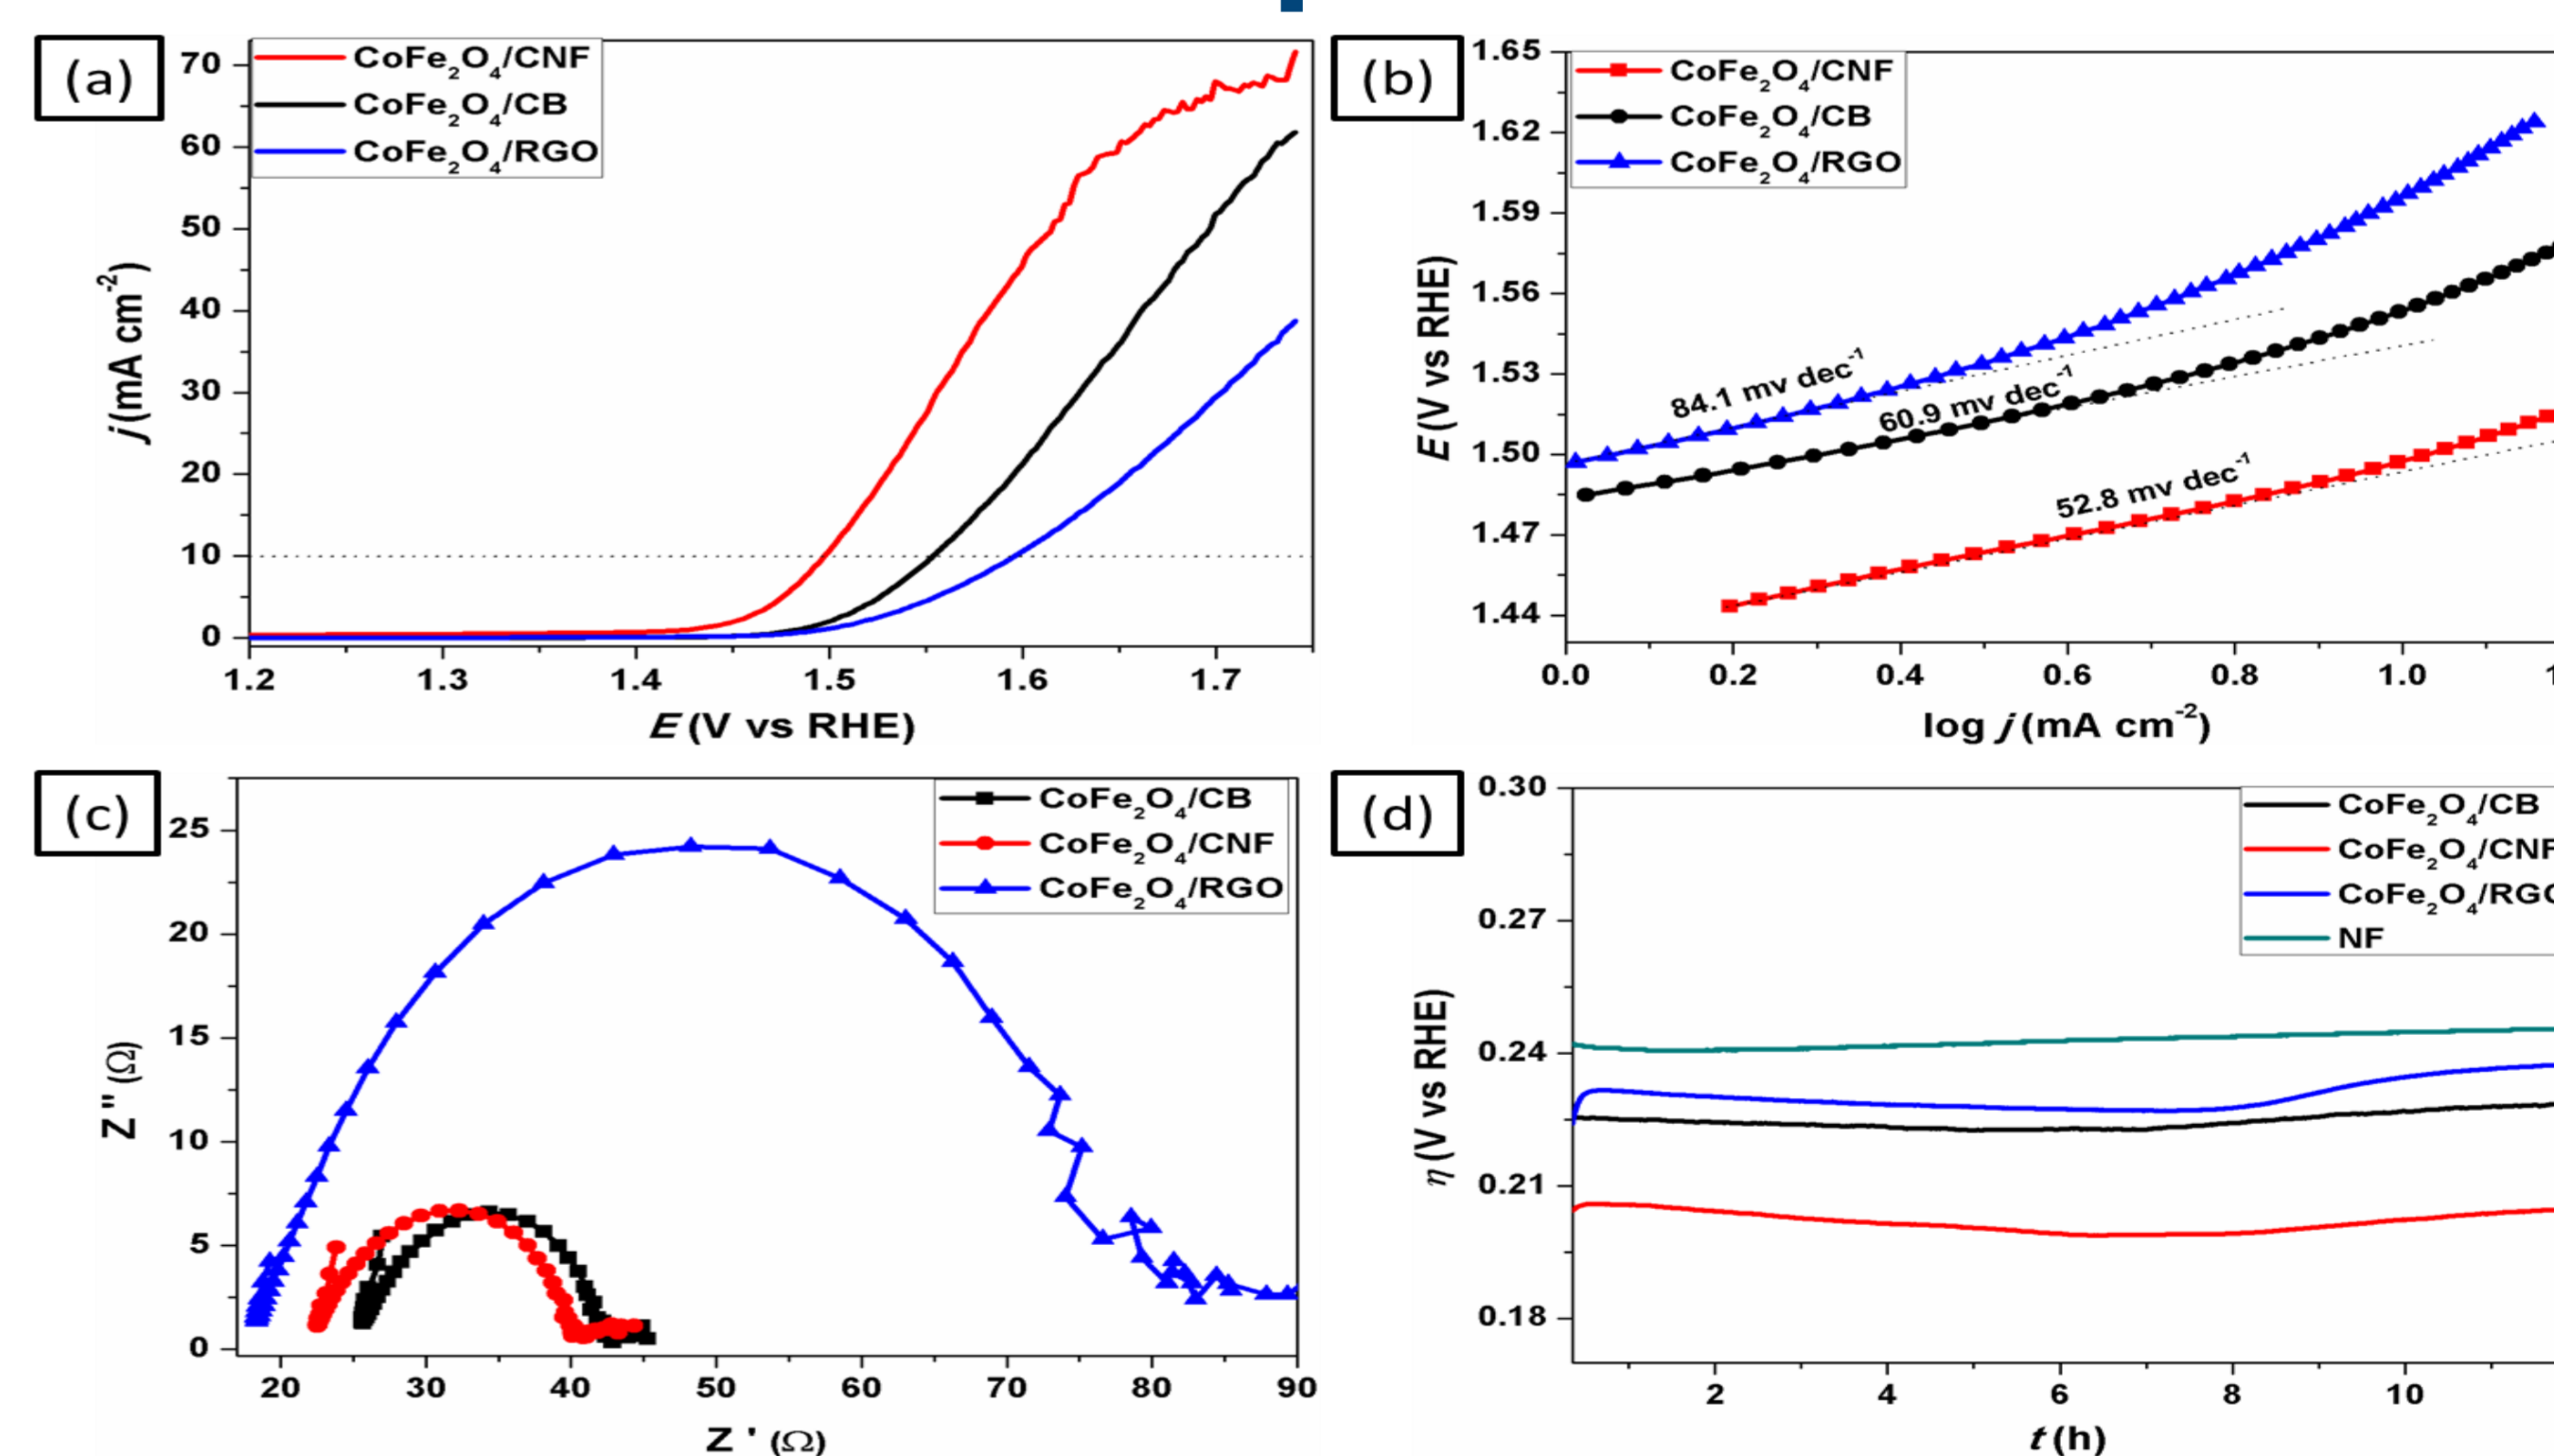 (a)
CoFe₂O₄/CNF
CoFe₂O₄/CB
CoFe₂O₄/RGO
70
60
50
40
30
20
10
0
j (mA cm⁻²)
1.2 1.3 1.4 1.5 1.6 1.7
E (V vs RHE)
(b)
CoFe₂O₄/CNF
CoFe₂O₄/CB
CoFe₂O₄/RGO
1.65
1.62
1.59
1.56
1.53
1.50
1.47
1.44
E (V vs RHE)
84.1 mv dec⁻¹
60.9 mv dec⁻¹
52.8 mv dec⁻¹
0.0 0.2 0.4 0.6 0.8 1.0
log j (mA cm⁻²)
(c)
CoFe₂O₄/CB
CoFe₂O₄/CNF
CoFe₂O₄/RGO
25
20
15
10
5
0
Z " (Ω)
20 30 40 50 60 70 80 90
Z ' (Ω)
(d)
CoFe₂O₄/CB
CoFe₂O₄/CNF
CoFe₂O₄/RGO
NF
0.30
0.27
0.24
0.21
0.18
η (V vs RHE)
2 4 6 8 10
t (h)